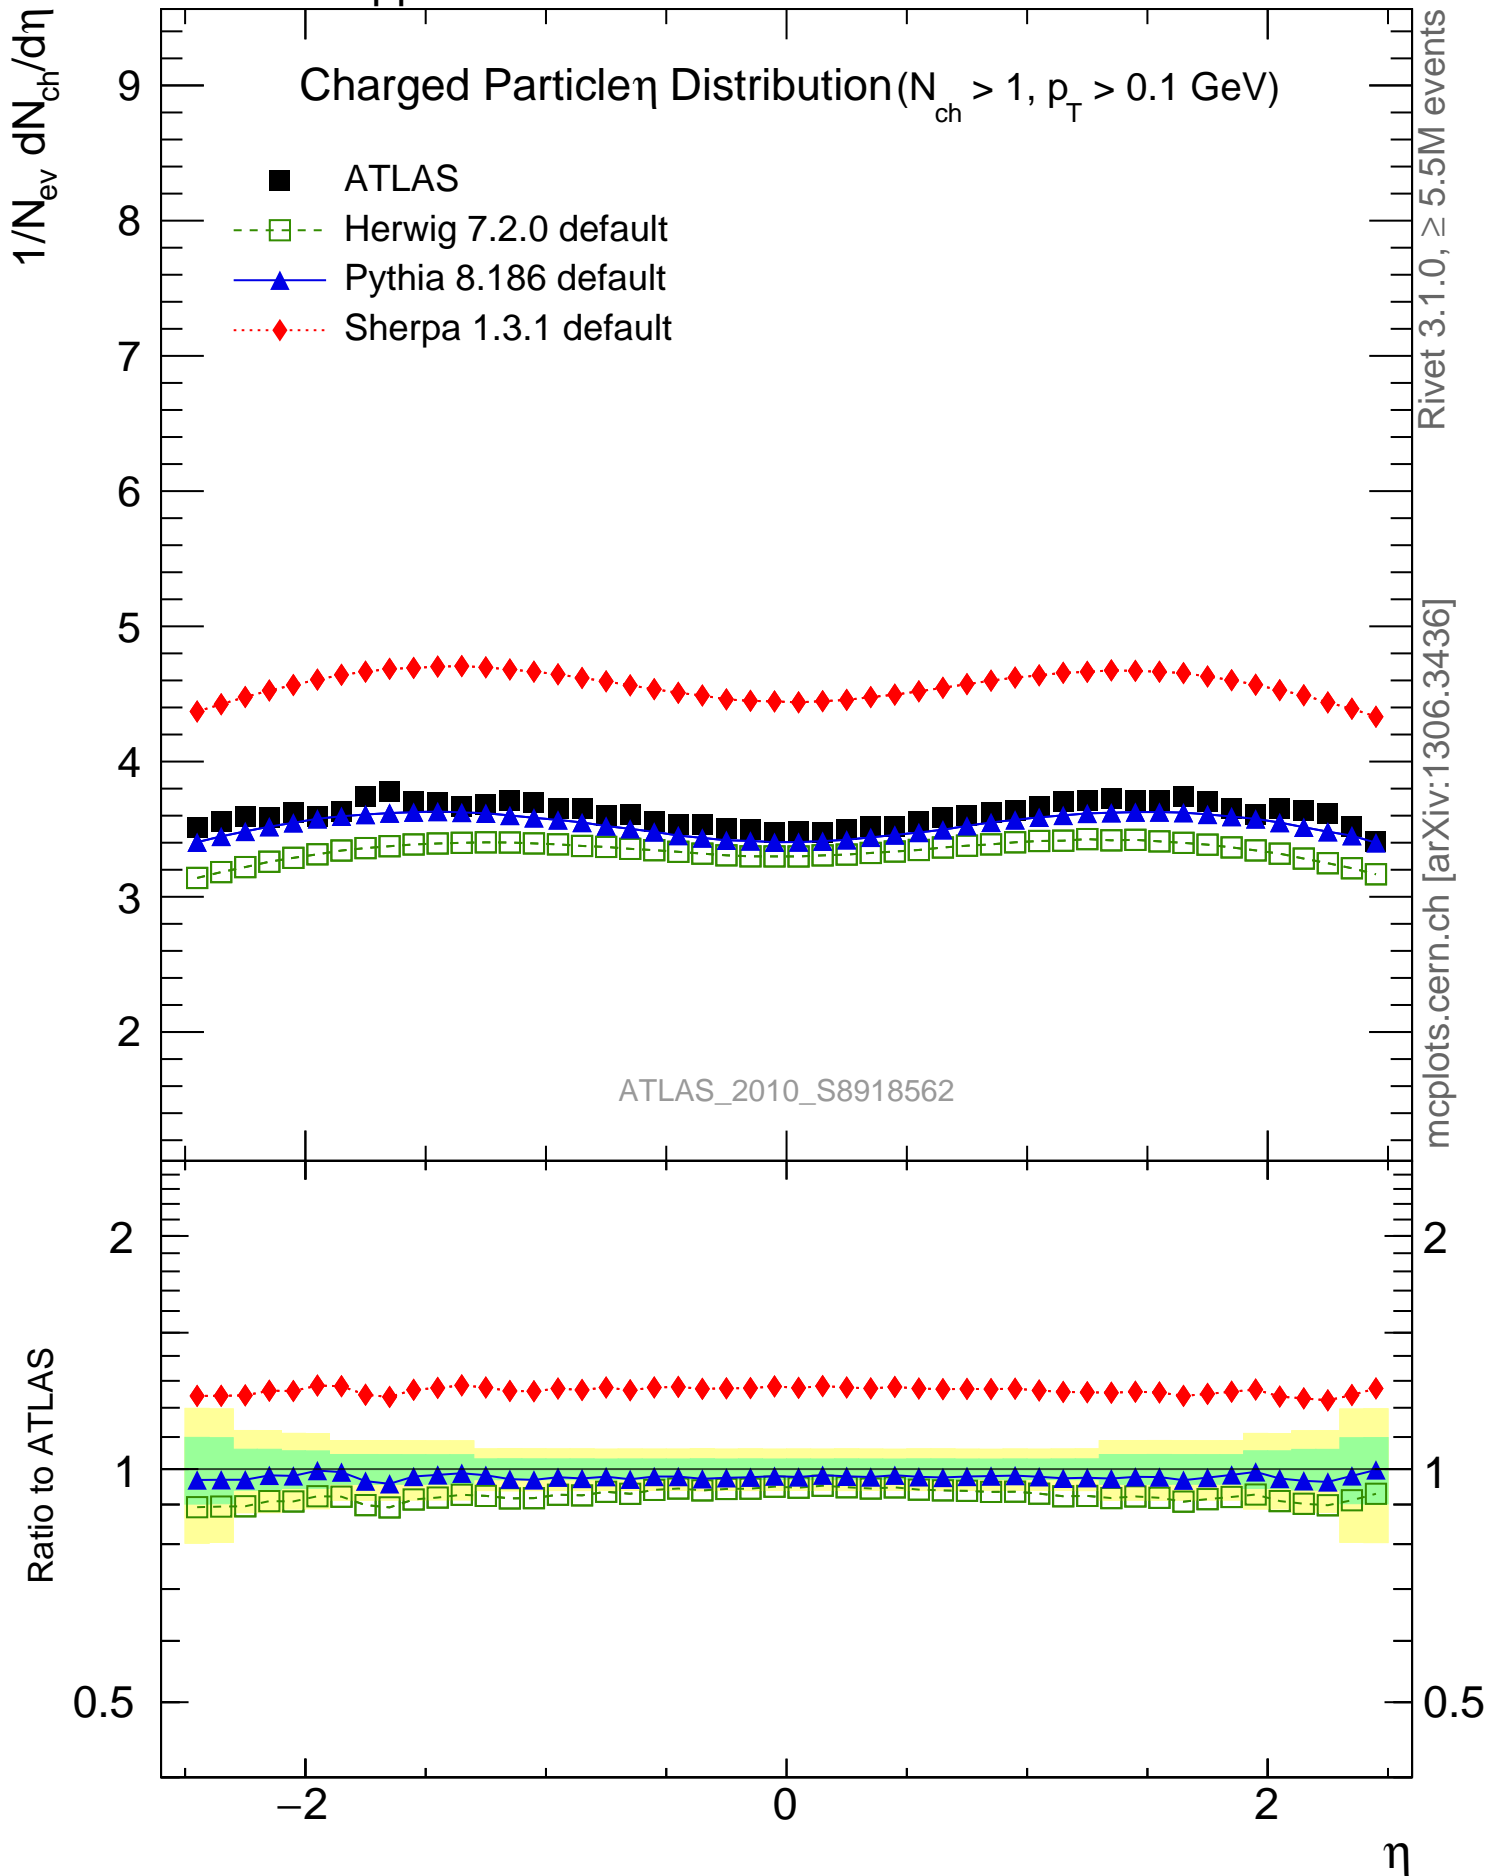 pp
1/N_ev dN_ch/dη
Charged Particleη Distribution (N_ch > 1, p_T > 0.1 GeV)
ATLAS
Herwig 7.2.0 default
Pythia 8.186 default
Sherpa 1.3.1 default
9
8
7
6
5
4
3
2
ATLAS_2010_S8918562
Rivet 3.1.0, ≥ 5.5M events
mcplots.cern.ch [arXiv:1306.3436]
Ratio to ATLAS
2
1
0.5
2
1
0.5
−2
0
2
η